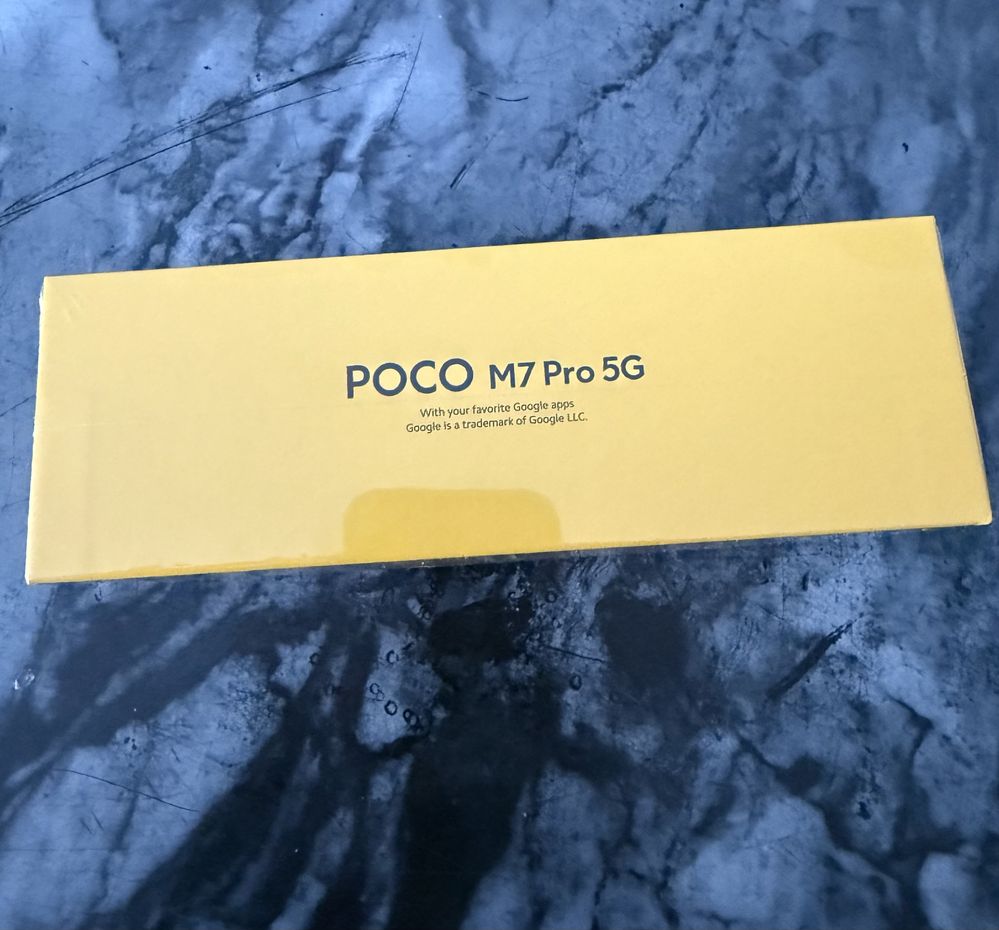 POCO M7 Pro 5G
With your favorite Google apps
Google is a trademark of Google LLC.